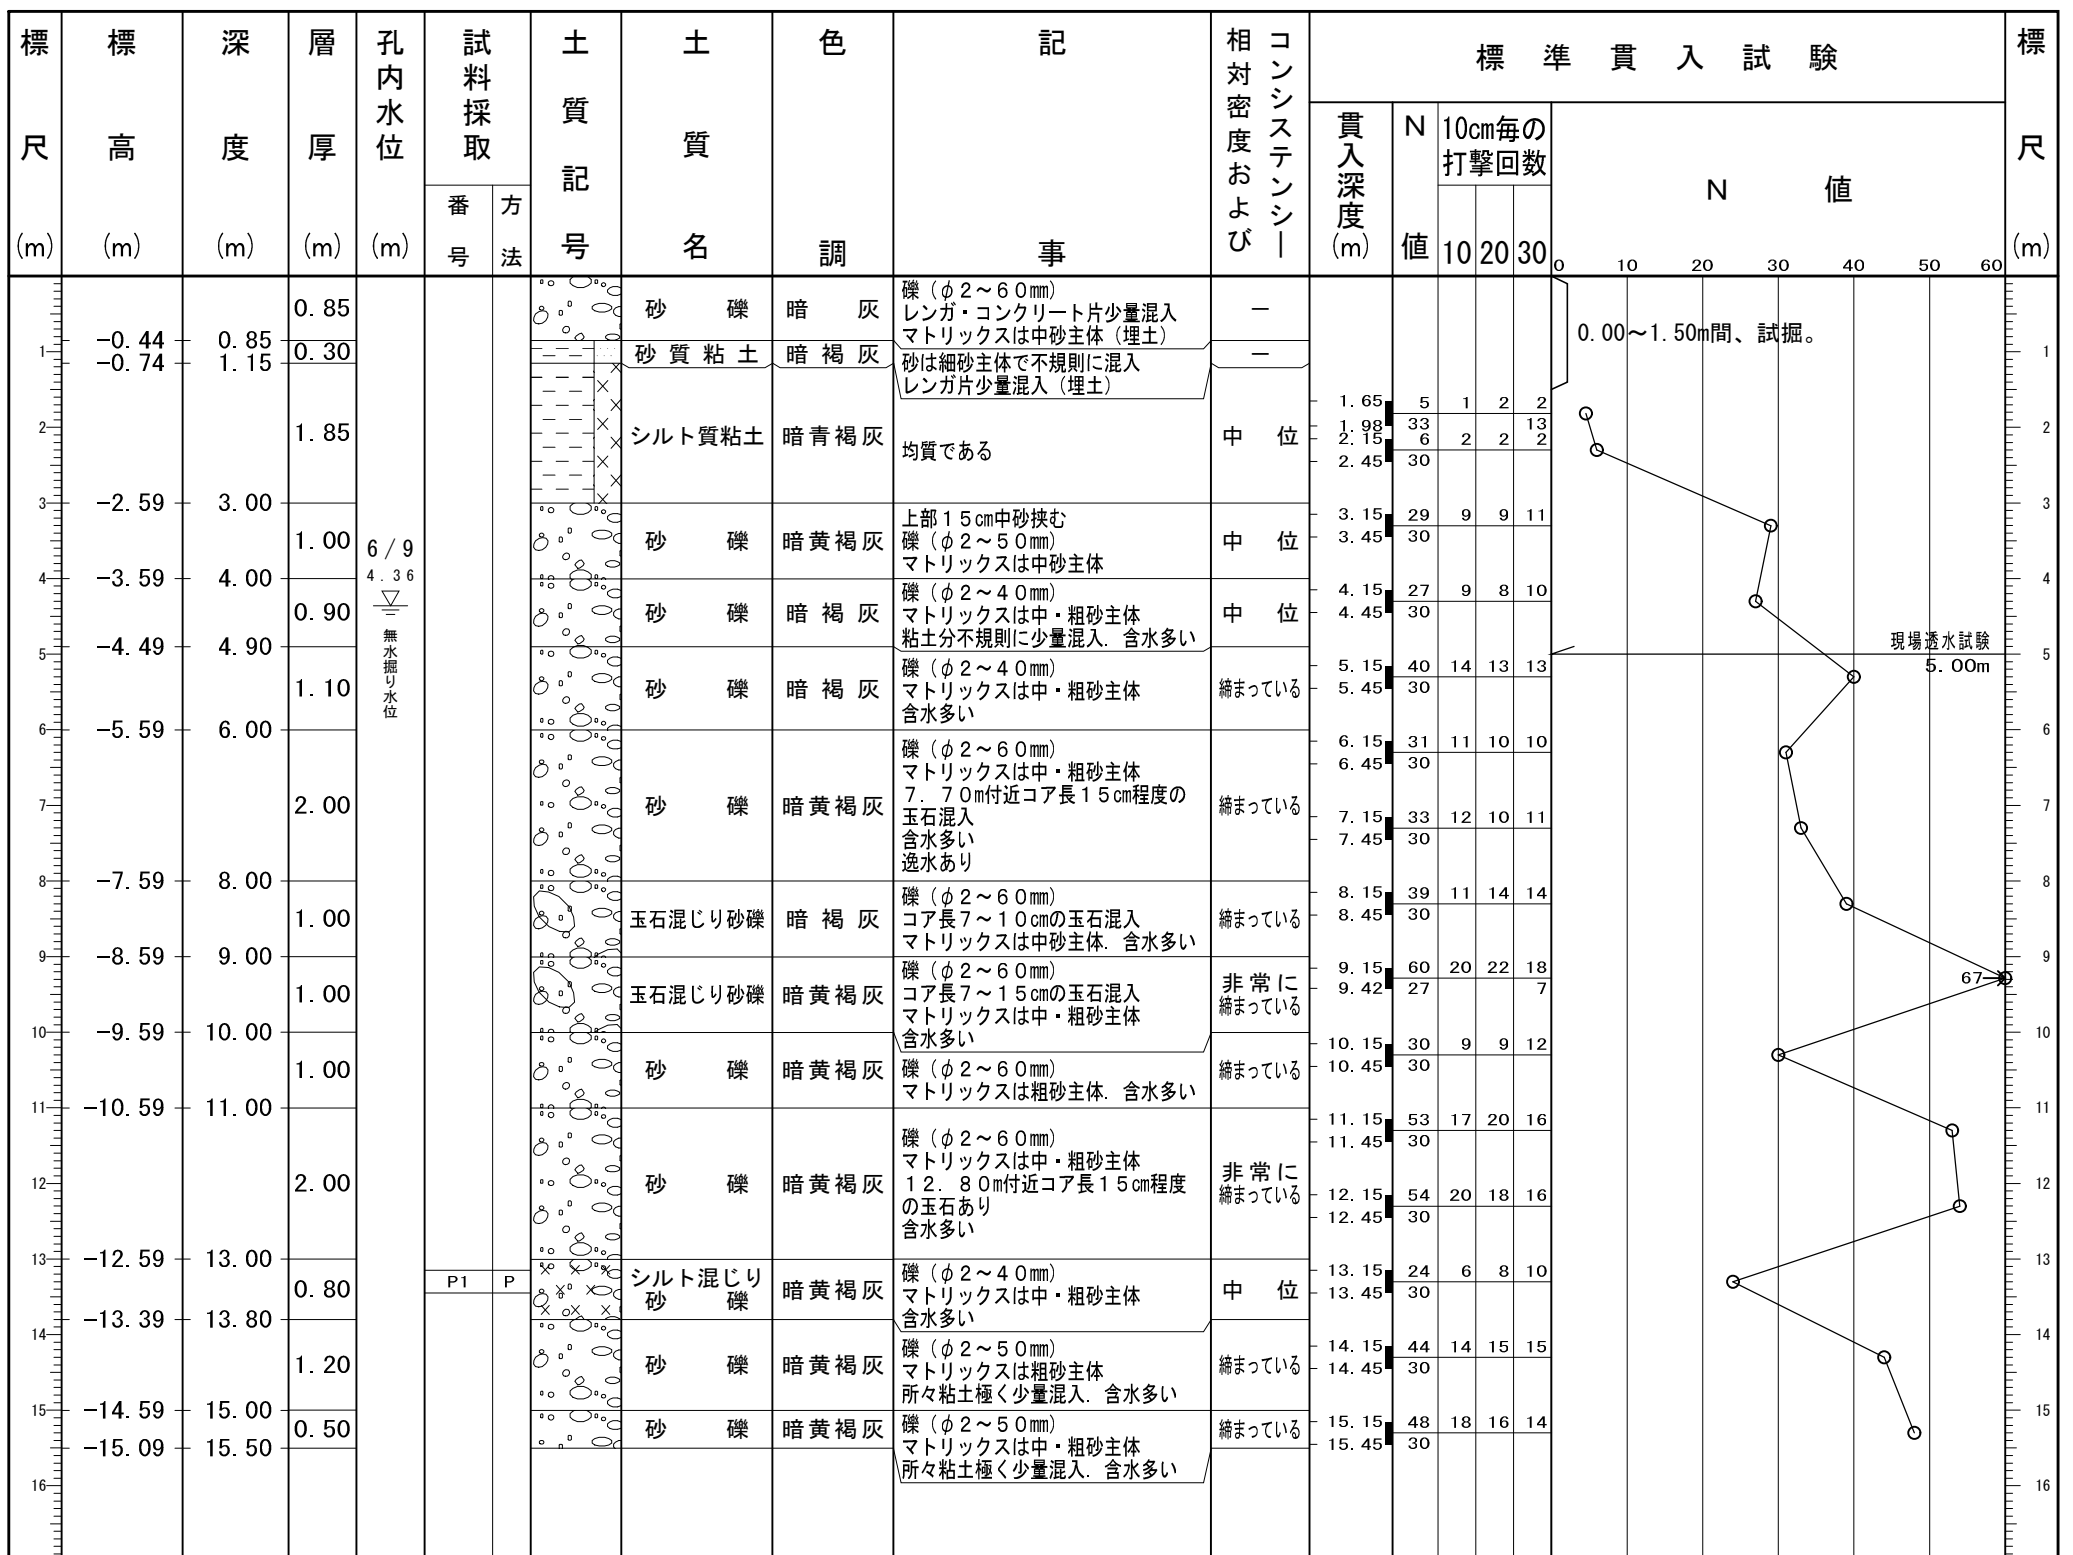 標尺(m) 標高(m) 深度(m) 層厚(m) 孔内水位(m) 試料採取 土質記号 土質名 色調 記事 相対密度および コンシステンシー 標準貫入試験 標尺(m)
番号 方法 貫入深度(m) N値 10cm毎の打撃回数 N 値
10 20 30 0 10 20 30 40 50 60
0.85 砂 礫 暗 灰 礫(φ2～60㎜)
レンガ・コンクリート片少量混入
マトリックスは中砂主体(埋土)
－
0.00～1.50m間、試掘。
-0.44 0.85
1 0.30 砂質粘土 暗褐灰 砂は細砂主体で不規則に混入
レンガ片少量混入(埋土)
－ 1
-0.74 1.15
1.85 シルト質粘土 暗青褐灰 均質である 中 位
1.65 5 1 2 2
1.98 33 13
2 2
2.15 6 2 2 2
2.45 30
3 -2.59 3.00 3
1.00 砂 礫 暗黄褐灰 上部15㎝中砂挟む
礫(φ2～50㎜)
マトリックスは中砂主体
中 位
3.15 29 9 9 11
3.45 30
6/9
4.36
無水掘り水位
4 -3.59 4.00 4
0.90 砂 礫 暗褐灰 礫(φ2～40㎜)
マトリックスは中・粗砂主体
粘土分不規則に少量混入．含水多い
中 位
4.15 27 9 8 10
4.45 30
-4.49 4.90
5 5
現場透水試験
5.00m
1.10 砂 礫 暗褐灰 礫(φ2～40㎜)
マトリックスは中・粗砂主体
含水多い
締まっている
5.15 40 14 13 13
5.45 30
6 -5.59 6.00 6
2.00 砂 礫 暗黄褐灰 礫(φ2～60㎜)
マトリックスは中・粗砂主体
7．70m付近コア長15㎝程度の
玉石混入
含水多い
逸水あり
締まっている
6.15 31 11 10 10
6.45 30
7 7
7.15 33 12 10 11
7.45 30
8 -7.59 8.00 8
1.00 玉石混じり砂礫 暗褐灰 礫(φ2～60㎜)
コア長7～10㎝の玉石混入
マトリックスは中砂主体．含水多い
締まっている
8.15 39 11 14 14
8.45 30
9 -8.59 9.00 9
1.00 玉石混じり砂礫 暗黄褐灰 礫(φ2～60㎜)
コア長7～15㎝の玉石混入
マトリックスは中・粗砂主体
含水多い
非常に
締まっている
9.15 60 20 22 18
9.42 27 7
67
10 -9.59 10.00 10
1.00 砂 礫 暗黄褐灰 礫(φ2～60㎜)
マトリックスは粗砂主体．含水多い
締まっている
10.15 30 9 9 12
10.45 30
11 -10.59 11.00 11
2.00 砂 礫 暗黄褐灰 礫(φ2～60㎜)
マトリックスは中・粗砂主体
12．80m付近コア長15㎝程度
の玉石あり
含水多い
非常に
締まっている
11.15 53 17 20 16
11.45 30
12 12
12.15 54 20 18 16
12.45 30
13 -12.59 13.00 13
P1 P
0.80 シルト混じり
砂 礫
暗黄褐灰 礫(φ2～40㎜)
マトリックスは中・粗砂主体
含水多い
中 位
13.15 24 6 8 10
13.45 30
-13.39 13.80
14 14
1.20 砂 礫 暗黄褐灰 礫(φ2～50㎜)
マトリックスは粗砂主体
所々粘土極く少量混入．含水多い
締まっている
14.15 44 14 15 15
14.45 30
15 -14.59 15.00 15
0.50 砂 礫 暗黄褐灰 礫(φ2～50㎜)
マトリックスは中・粗砂主体
所々粘土極く少量混入．含水多い
締まっている
15.15 48 18 16 14
15.45 30
-15.09 15.50
16 16